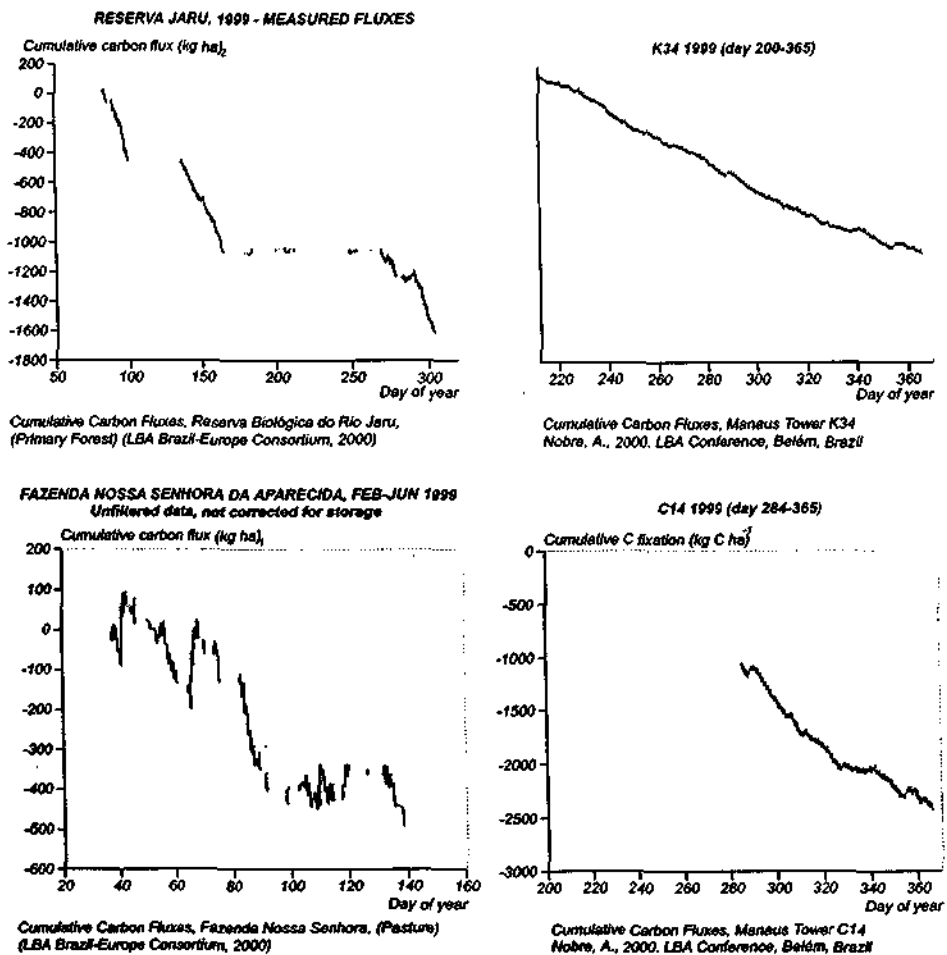 RESERVA JARU, 1999 - MEASURED FLUXES
Cumulative carbon flux (kg ha)2
200
0
-200
-400
-600
-800
-1000
-1200
-1400
-1600
-1800
50
100
150
200
250
300
Day of year
Cumulative Carbon Fluxes, Reserva Biológica do Rio Jaru,
(Primary Forest) (LBA Brazil-Europe Consortium, 2000)
K34 1999 (day 200-365)
220
240
260
280
300
320
340
360
Day of year
Cumulative Carbon Fluxes, Manaus Tower K34
Nobre, A., 2000. LBA Conference, Belém, Brazil
FAZENDA NOSSA SENHORA DA APARECIDA, FEB-JUN 1999
Unfiltered data, not corrected for storage
Cumulative carbon flux (kg ha)1
200
100
0
-100
-200
-300
-400
-500
-600
20
40
60
80
100
120
140
160
Day of year
Cumulative Carbon Fluxes, Fazenda Nossa Senhora, (Pasture)
(LBA Brazil-Europe Consortium, 2000)
C14 1999 (day 284-365)
Cumulative C fixation (kg C ha)
0
-500
-1000
-1500
-2000
-2500
-3000
200
220
240
260
280
300
320
340
360
Day of year
Cumulative Carbon Fluxes, Manaus Tower C14
Nobre, A., 2000. LBA Conference, Belém, Brazil